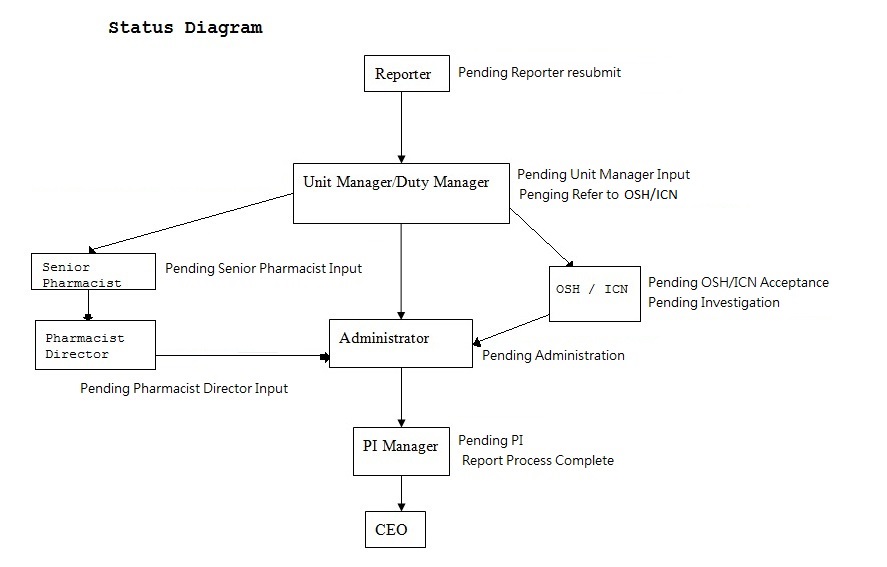 Status Diagram
Reporter
Pending Reporter resubmit
Unit Manager/Duty Manager
Pending Unit Manager Input
Penging Refer to OSH/ICN
Senior
Pharmacist
Pending Senior Pharmacist Input
OSH / ICN
Pending OSH/ICN Acceptance
Pending Investigation
Pharmacist
Director
Pending Pharmacist Director Input
Administrator
Pending Administration
PI Manager
Pending PI
Report Process Complete
CEO